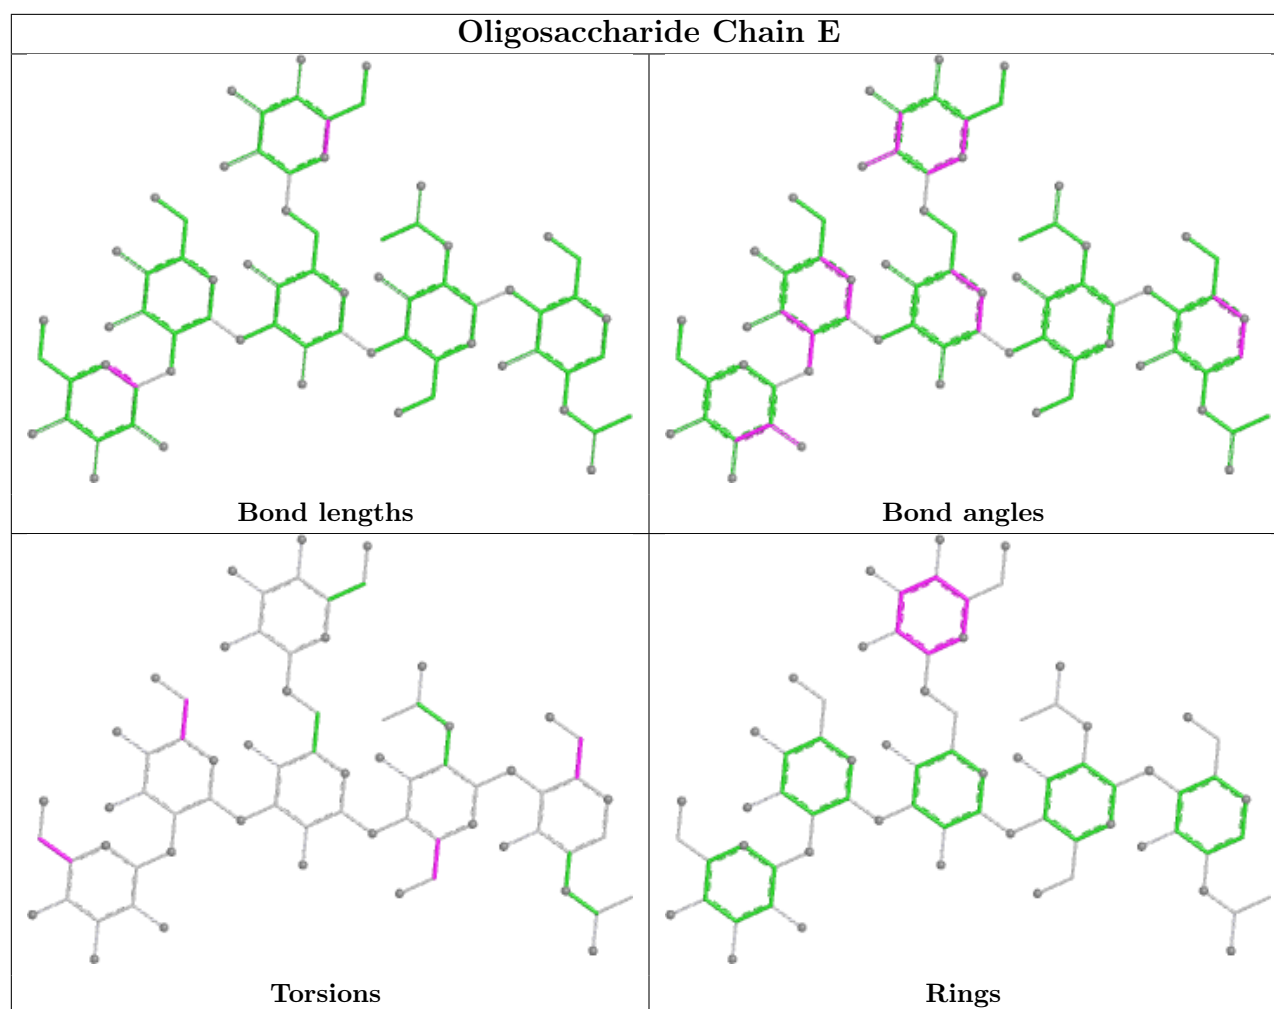 Oligosaccharide Chain E
Bond lengths
Bond angles
Torsions
Rings